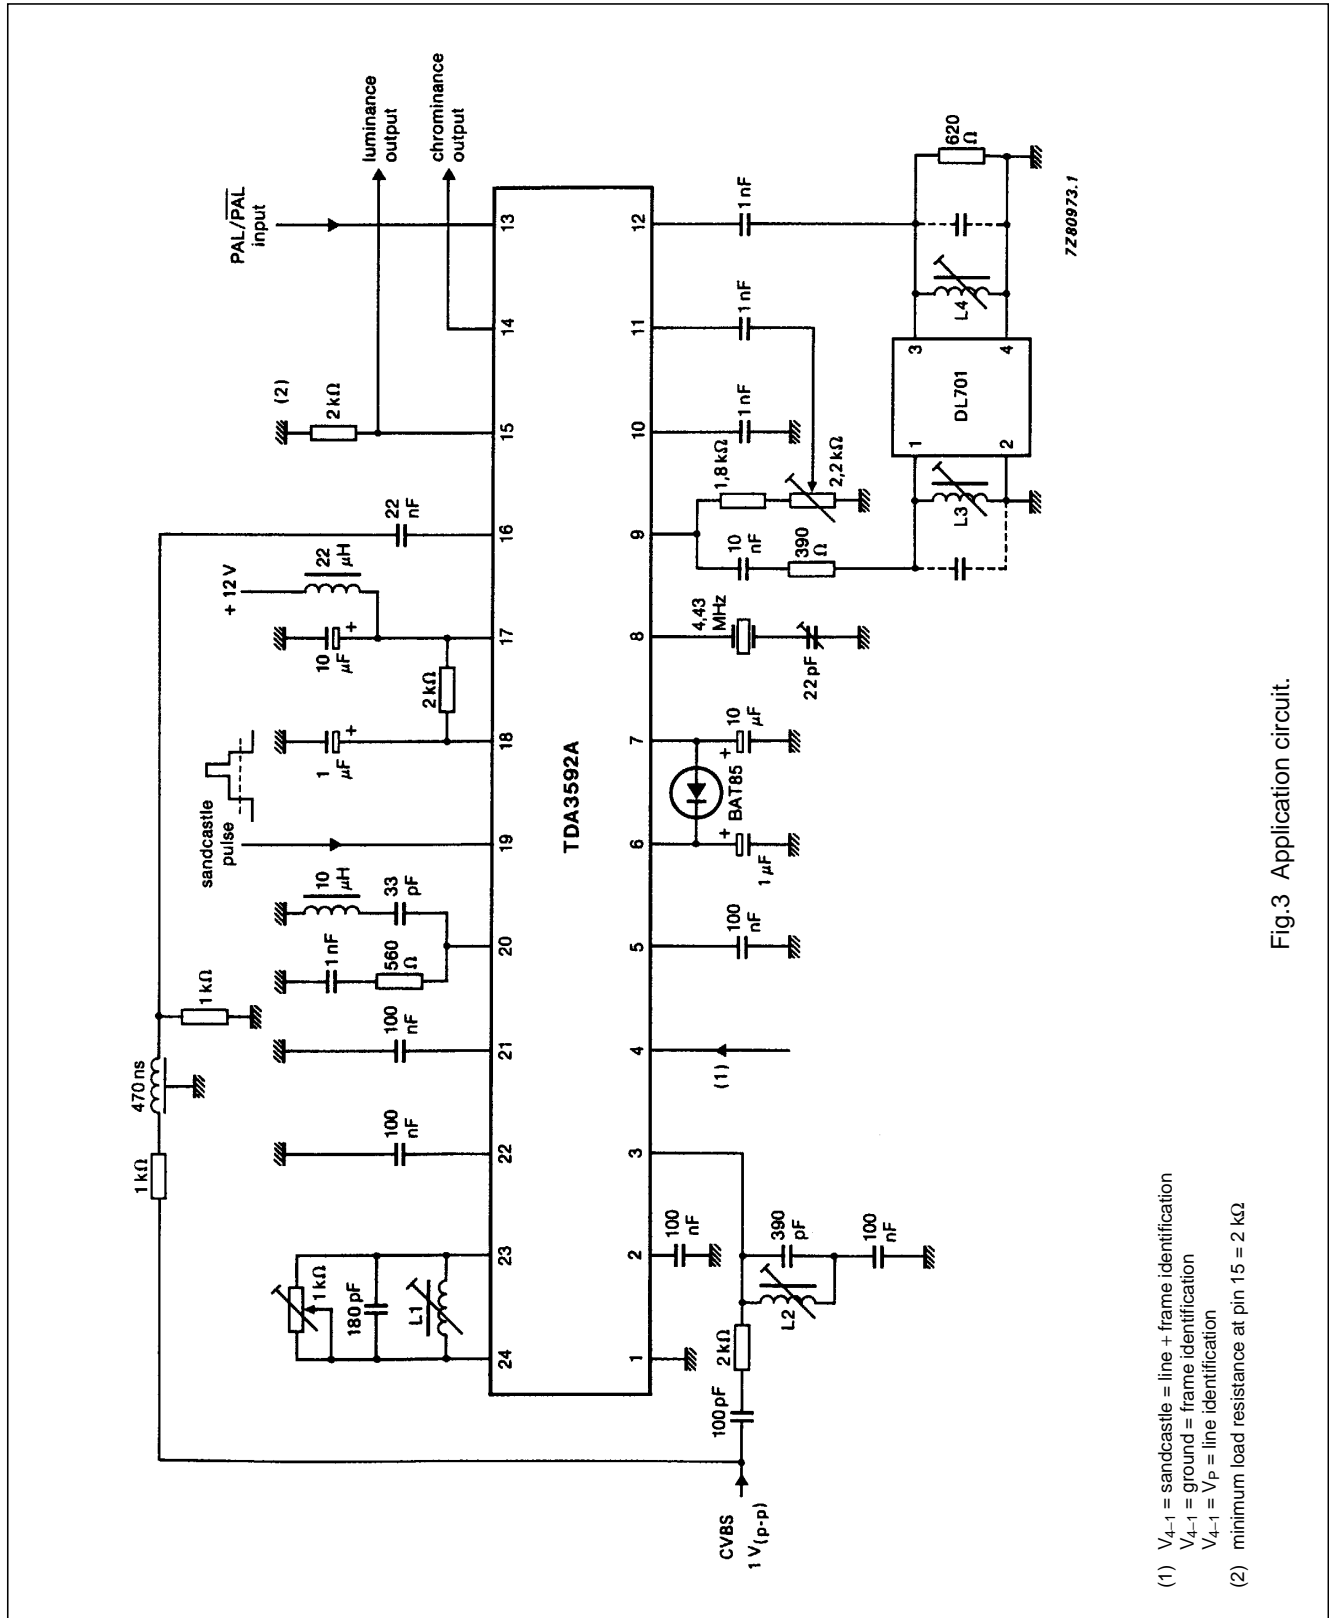 PAL/PAL
input
luminance
output
chrominance
output
(2)
2 kΩ
22
nF
+ 12 V
22
µH
10
µF
+
2 kΩ
1
µF
+
sandcastle
pulse
10
µH
33
pF
1 nF
560
Ω
1 kΩ
470 ns
1 kΩ
100
nF
100
nF
1 kΩ
180 pF
L1
24
23
22
21
20
19
18
17
16
15
14
13
TDA3592A
1
2
3
4
5
6
7
8
9
10
11
12
CVBS
1 V(p-p)
100 pF
2 kΩ
L2
390
pF
100
nF
100
nF
(1)
100
nF
1 µF
+
BAT85
+
10
µF
4,43
MHz
22 pF
10
nF
390
Ω
1,8 kΩ
2,2 kΩ
1 nF
1 nF
1 nF
L3
1
2
DL701
3
4
L4
620
Ω
7Z80973.1
(1) V4–1 = sandcastle = line + frame identification
V4–1 = ground = frame identification
V4–1 = VP = line identification
(2) minimum load resistance at pin 15 = 2 kΩ
Fig.3 Application circuit.